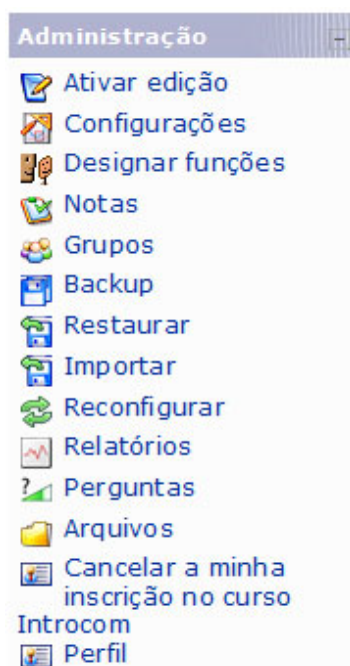 Administração
Ativar edição
Configurações
Designar funções
Notas
Grupos
Backup
Restaurar
Importar
Reconfigurar
Relatórios
Perguntas
Arquivos
Cancelar a minha
inscrição no curso
Introcom
Perfil